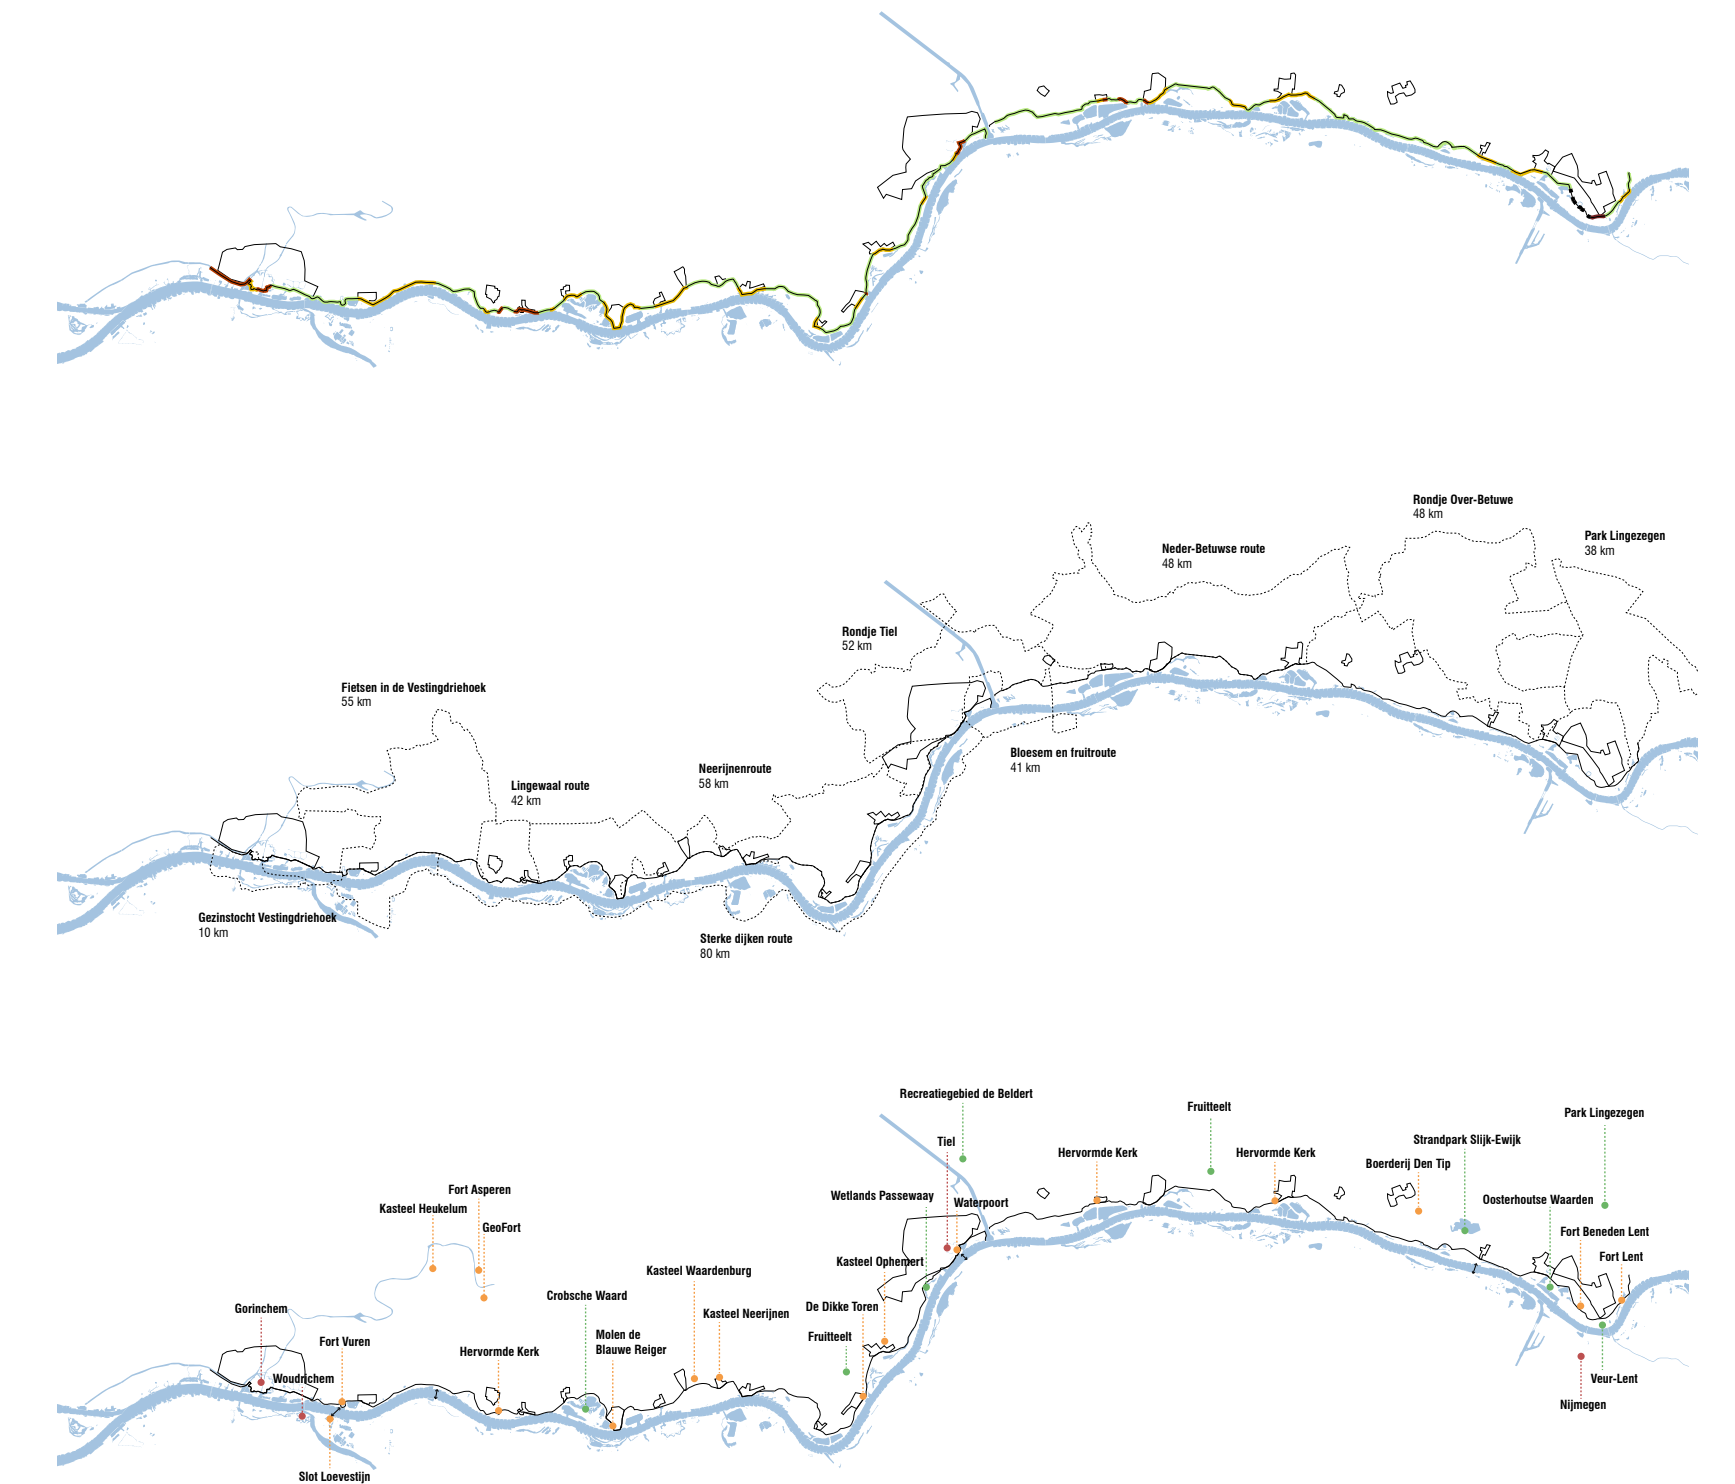 Rondje Over-Betuwe
48 km
Park Lingezegen
38 km
Neder-Betuwse route
48 km
Rondje Tiel
52 km
Fietsen in de Vestingdriehoek
55 km
Bloesem en fruitroute
41 km
Neerijnenroute
58 km
Lingewaal route
42 km
Gezinstocht Vestingdriehoek
10 km
Sterke dijken route
80 km
Recreatiegebied de Beldert
Fruitteelt
Park Lingezegen
Tiel
Hervormde Kerk
Hervormde Kerk
Strandpark Slijk-Ewijk
Boerderij Den Tip
Fort Asperen
Kasteel Heukelum
Wetlands Passewaay
Waterpoort
Oosterhoutse Waarden
GeoFort
Fort Beneden Lent
Kasteel Ophemert
Fort Lent
Kasteel Waardenburg
Crobsche Waard
Gorinchem
De Dikke Toren
Kasteel Neerijnen
Fort Vuren
Molen de
Blauwe Reiger
Fruitteelt
Hervormde Kerk
Woudrichem
Veur-Lent
Nijmegen
Slot Loevestijn